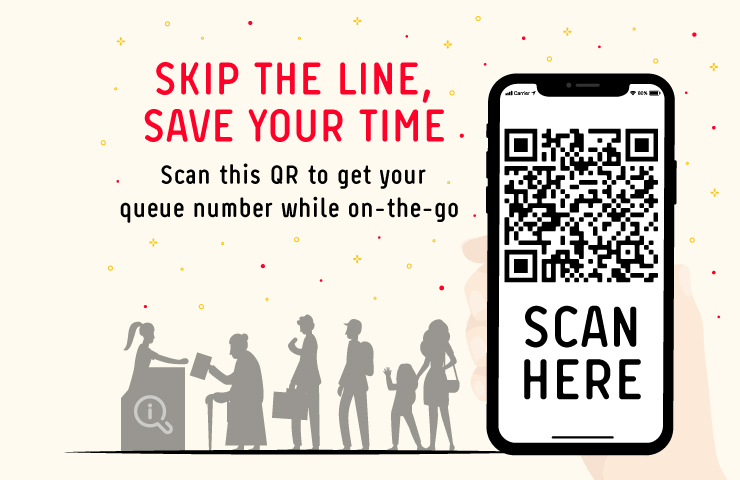 SKIP THE LINE,
SAVE YOUR TIME
Scan this QR to get your
queue number while on-the-go
Carrier
80%
SCAN
HERE
i